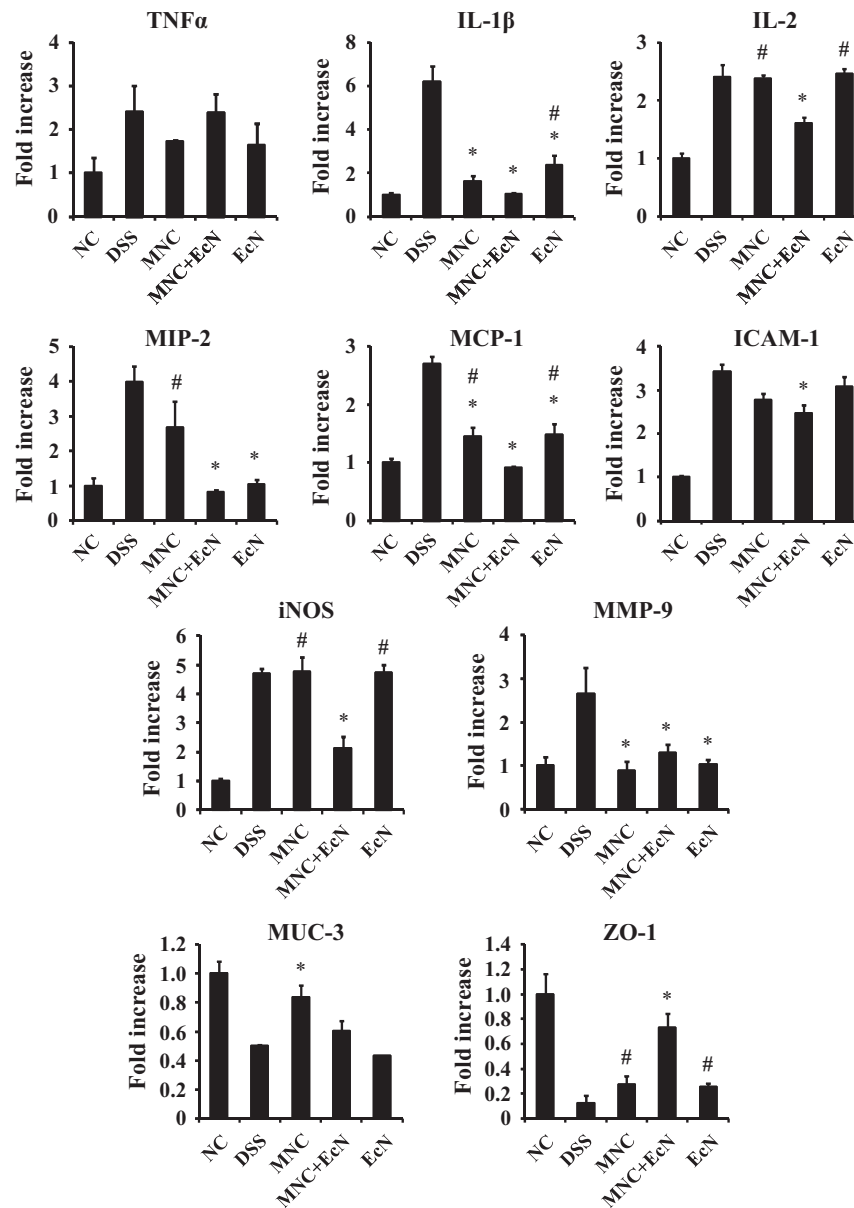 TNFα
Fold increase
4
3
2
1
0
NC
DSS
MNC
MNC+EcN
EcN
IL-1β
Fold increase
8
6
4
2
0
*
*
#
*
NC
DSS
MNC
MNC+EcN
EcN
IL-2
Fold increase
3
2
1
0
#
*
#
NC
DSS
MNC
MNC+EcN
EcN
MIP-2
Fold increase
5
4
3
2
1
0
#
*
*
NC
DSS
MNC
MNC+EcN
EcN
MCP-1
Fold increase
3
2
1
0
#
*
*
#
*
NC
DSS
MNC
MNC+EcN
EcN
ICAM-1
Fold increase
4
3
2
1
0
*
NC
DSS
MNC
MNC+EcN
EcN
iNOS
Fold increase
6
5
4
3
2
1
0
#
*
#
NC
DSS
MNC
MNC+EcN
EcN
MMP-9
Fold increase
4
3
2
1
0
*
*
*
NC
DSS
MNC
MNC+EcN
EcN
MUC-3
Fold increase
1.2
1.0
0.8
0.6
0.4
0.2
0
*
NC
DSS
MNC
MNC+EcN
EcN
ZO-1
Fold increase
1.4
1.2
1.0
0.8
0.6
0.4
0.2
0
#
*
#
NC
DSS
MNC
MNC+EcN
EcN